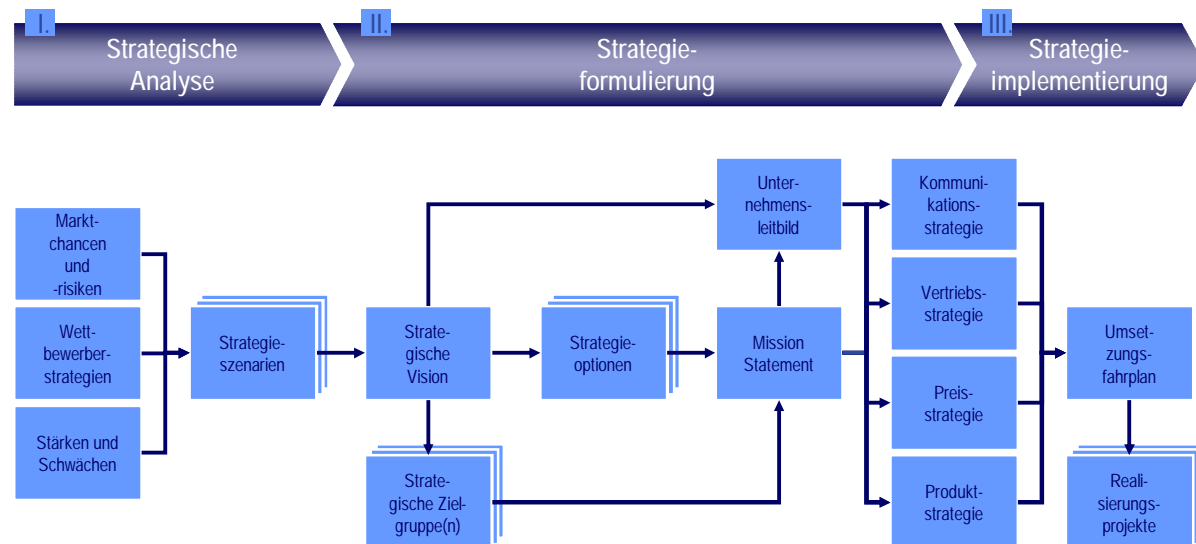 I.
Strategische
Analyse
II.
Strategie-
formulierung
III.
Strategie-
implementierung
Markt-
chancen
und
-risiken
Wett-
bewerber-
strategien
Stärken und
Schwächen
Strategie-
szenarien
Strate-
gische
Vision
Strate-
gische Ziel-
gruppe(n)
Strategie-
optionen
Unter-
nehmens-
leitbild
Mission
Statement
Kommuni-
kations-
strategie
Vertriebs-
strategie
Preis-
strategie
Produkt-
strategie
Umset-
zungs-
fahrplan
Reali-
sierungs-
projekte